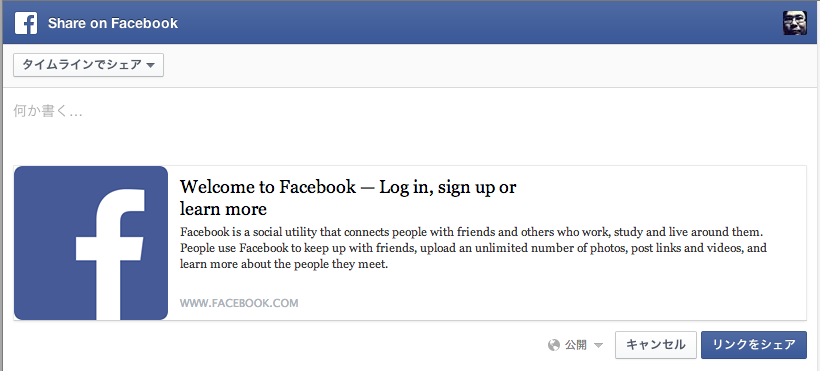 Share on Facebook
タイムラインでシェア
何か書く...
Welcome to Facebook — Log in, sign up or
learn more
Facebook is a social utility that connects people with friends and others who work, study and live around them.
People use Facebook to keep up with friends, upload an unlimited number of photos, post links and videos, and
learn more about the people they meet.
WWW.FACEBOOK.COM
公開
キャンセル
リンクをシェア